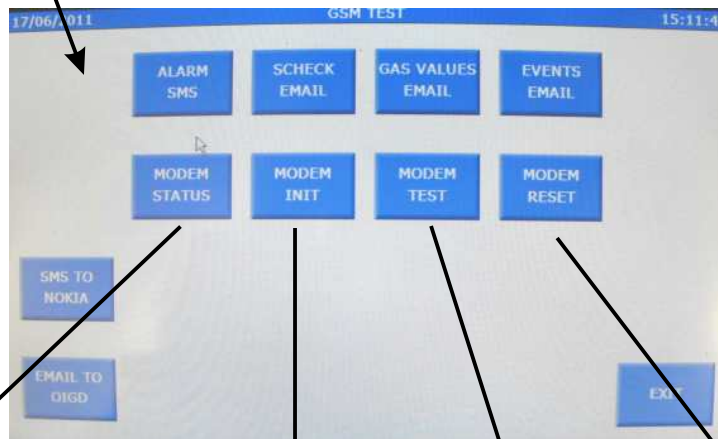 17/06/2011 GSM TEST 15:11:4
ALARM SMS
SCHECK EMAIL
GAS VALUES EMAIL
EVENTS EMAIL
MODEM STATUS
MODEM INIT
MODEM TEST
MODEM RESET
SMS TO NOKIA
EMAIL TO OIGD
EXIT